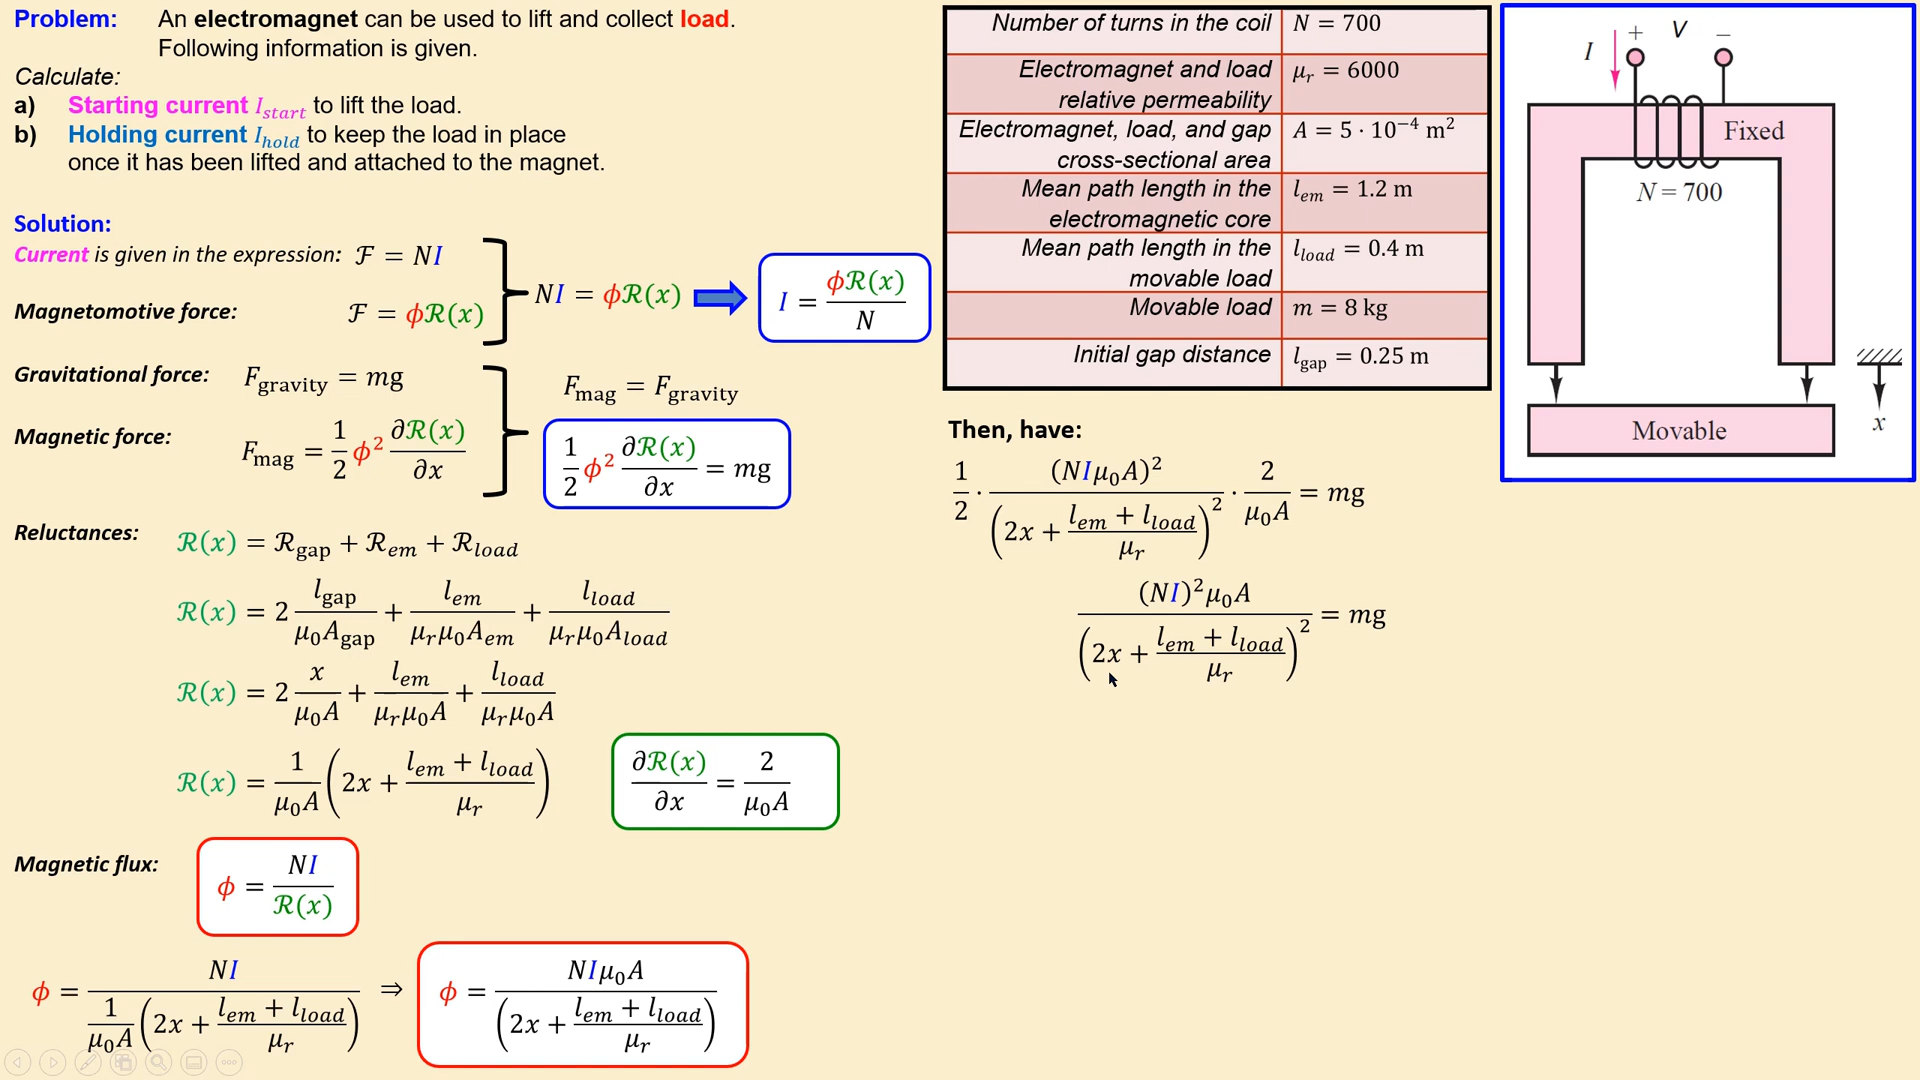 Problem: An electromagnet can be used to lift and collect load.
Following information is given.
Calculate:
a) Starting current I_start to lift the load.
b) Holding current I_hold to keep the load in place
once it has been lifted and attached to the magnet.
Solution:
Current is given in the expression: ℱ = NI
Magnetomotive force: ℱ = ϕℛ(x)
NI = ϕℛ(x)
I = ϕℛ(x) / N
Gravitational force: F_gravity = mg
Magnetic force: F_mag = 1/2 ϕ² ∂ℛ(x)/∂x
F_mag = F_gravity
1/2 ϕ² ∂ℛ(x)/∂x = mg
Reluctances: ℛ(x) = ℛ_gap + ℛ_em + ℛ_load
ℛ(x) = 2 l_gap/(μ₀A_gap) + l_em/(μ_rμ₀A_em) + l_load/(μ_rμ₀A_load)
ℛ(x) = 2 x/(μ₀A) + l_em/(μ_rμ₀A) + l_load/(μ_rμ₀A)
ℛ(x) = 1/(μ₀A) (2x + (l_em + l_load)/μ_r)
∂ℛ(x)/∂x = 2/(μ₀A)
Magnetic flux: ϕ = NI/ℛ(x)
ϕ = NI / (1/(μ₀A) (2x + (l_em + l_load)/μ_r)) ⇒ ϕ = NIμ₀A / (2x + (l_em + l_load)/μ_r)
Number of turns in the coil N = 700
Electromagnet and load
relative permeability μ_r = 6000
Electromagnet, load, and gap
cross-sectional area A = 5 · 10⁻⁴ m²
Mean path length in the
electromagnetic core l_em = 1.2 m
Mean path length in the
movable load l_load = 0.4 m
Movable load m = 8 kg
Initial gap distance l_gap = 0.25 m
Then, have:
1/2 · (NIμ₀A)² / (2x + (l_em + l_load)/μ_r)² · 2/(μ₀A) = mg
(NI)²μ₀A / (2x + (l_em + l_load)/μ_r)² = mg
I + V −
Fixed
N = 700
Movable
x